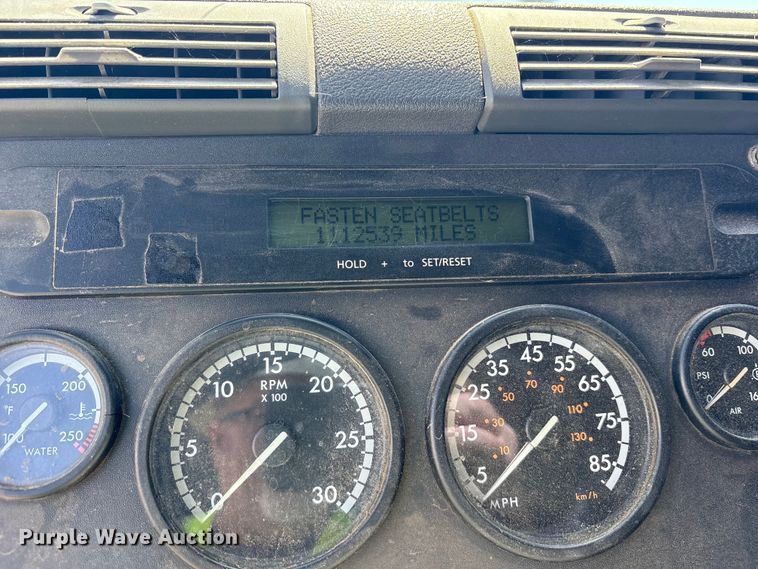 FASTEN SEATBELTS
1112539 MILES
HOLD + to SET/RESET
150 200
°F
100 250
WATER
0 5 10 15 20 25 30
RPM
X 100
5 15 25 35 45 55 65 75 85
10 30 50 70 90 110 130
MPH km/h
60 100
PSI
0
AIR
Purple Wave Auction